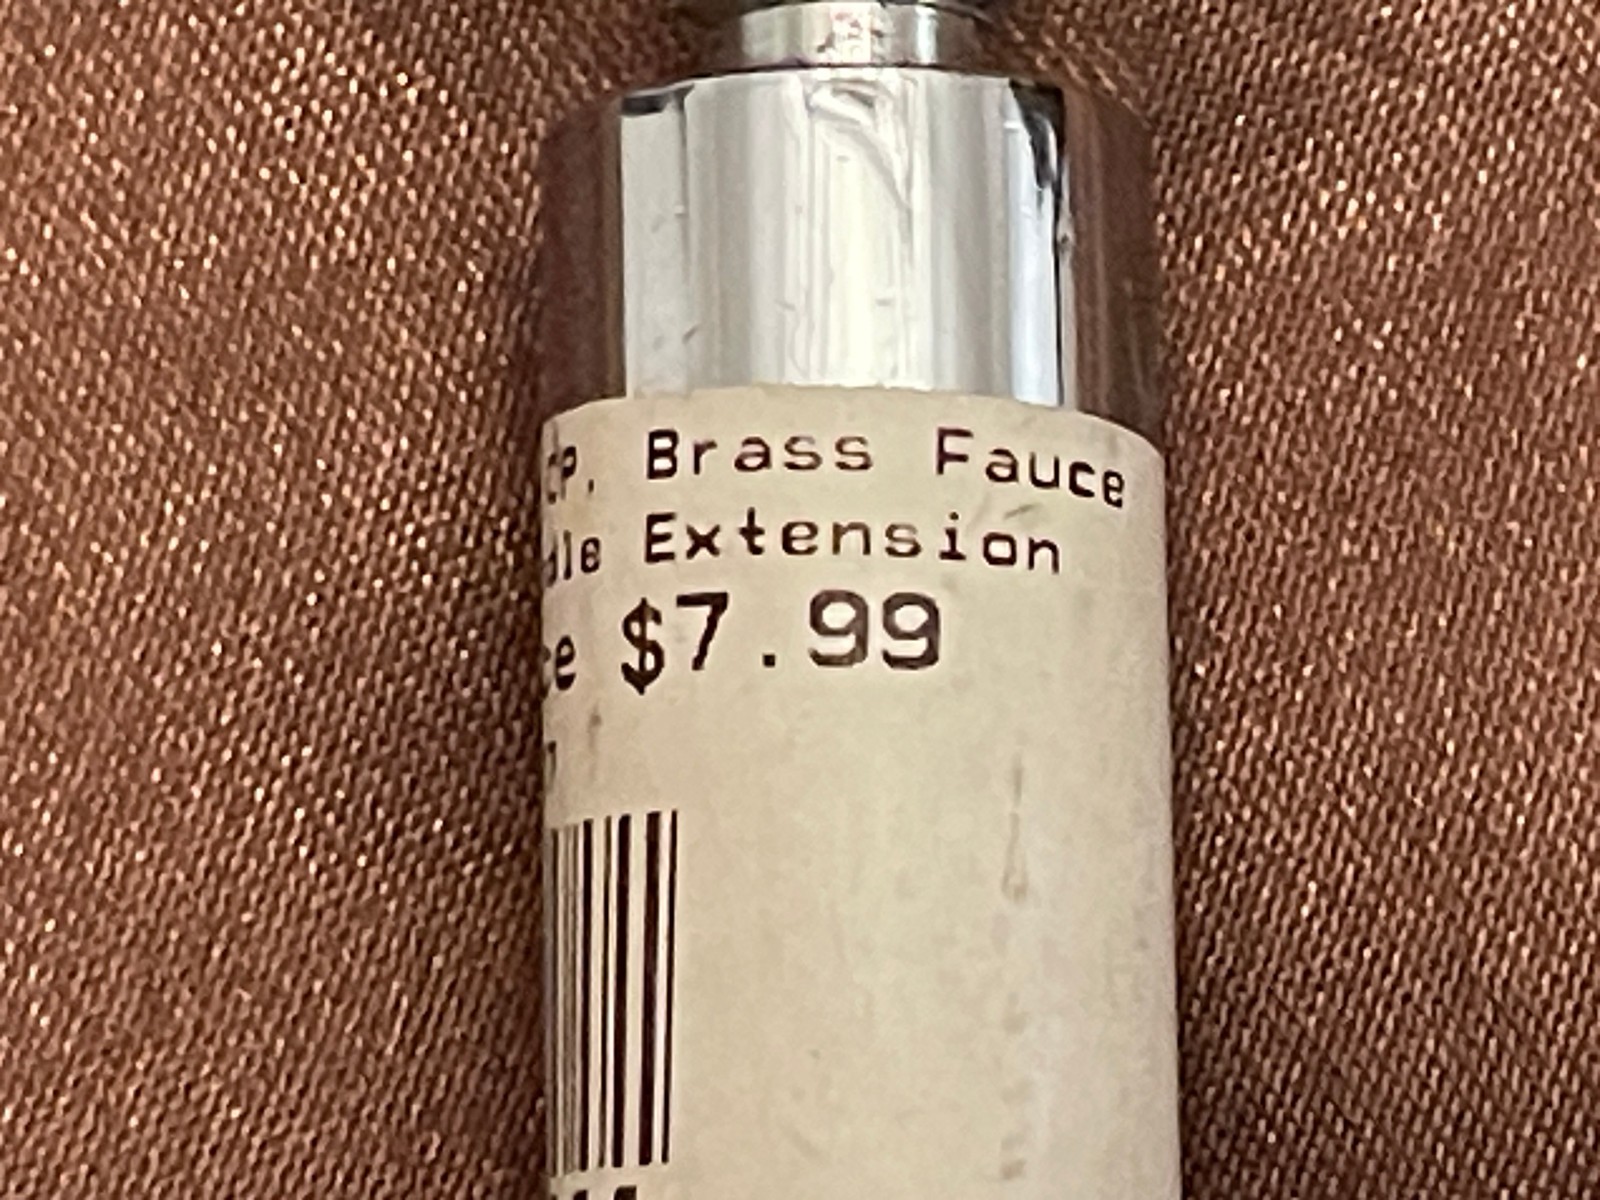 CP. Brass Fauce
dle Extension
e $7.99